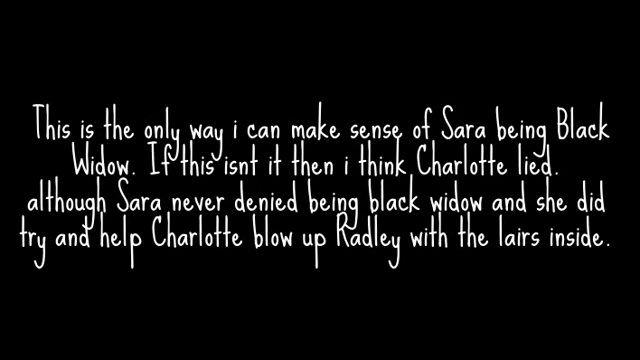 This is the only way i can make sense of Sara being Black
Widow. If this isnt it then i think Charlotte lied.
although Sara never denied being black widow and she did
try and help Charlotte blow up Radley with the lairs inside.